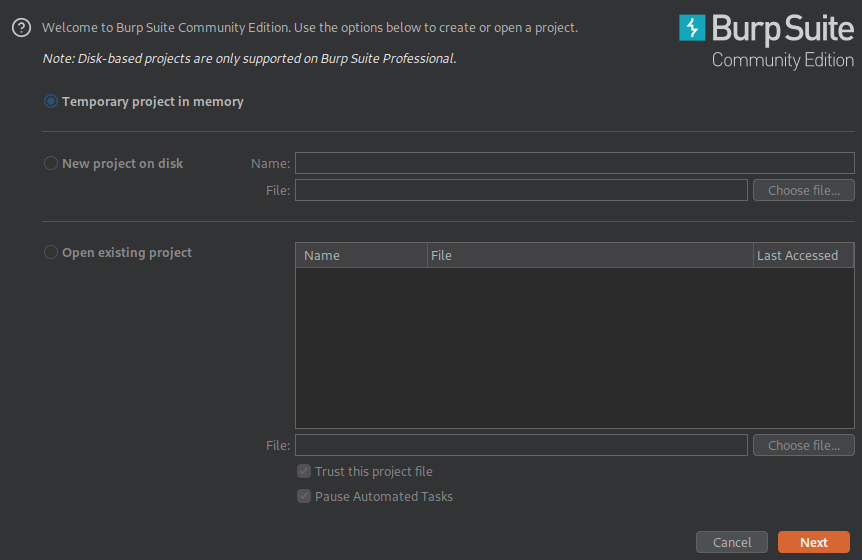 Welcome to Burp Suite Community Edition. Use the options below to create or open a project.
Note: Disk-based projects are only supported on Burp Suite Professional.
Burp Suite
Community Edition
Temporary project in memory
New project on disk
Name:
File:
Choose file...
Open existing project
Name File Last Accessed
File:
Choose file...
Trust this project file
Pause Automated Tasks
Cancel Next